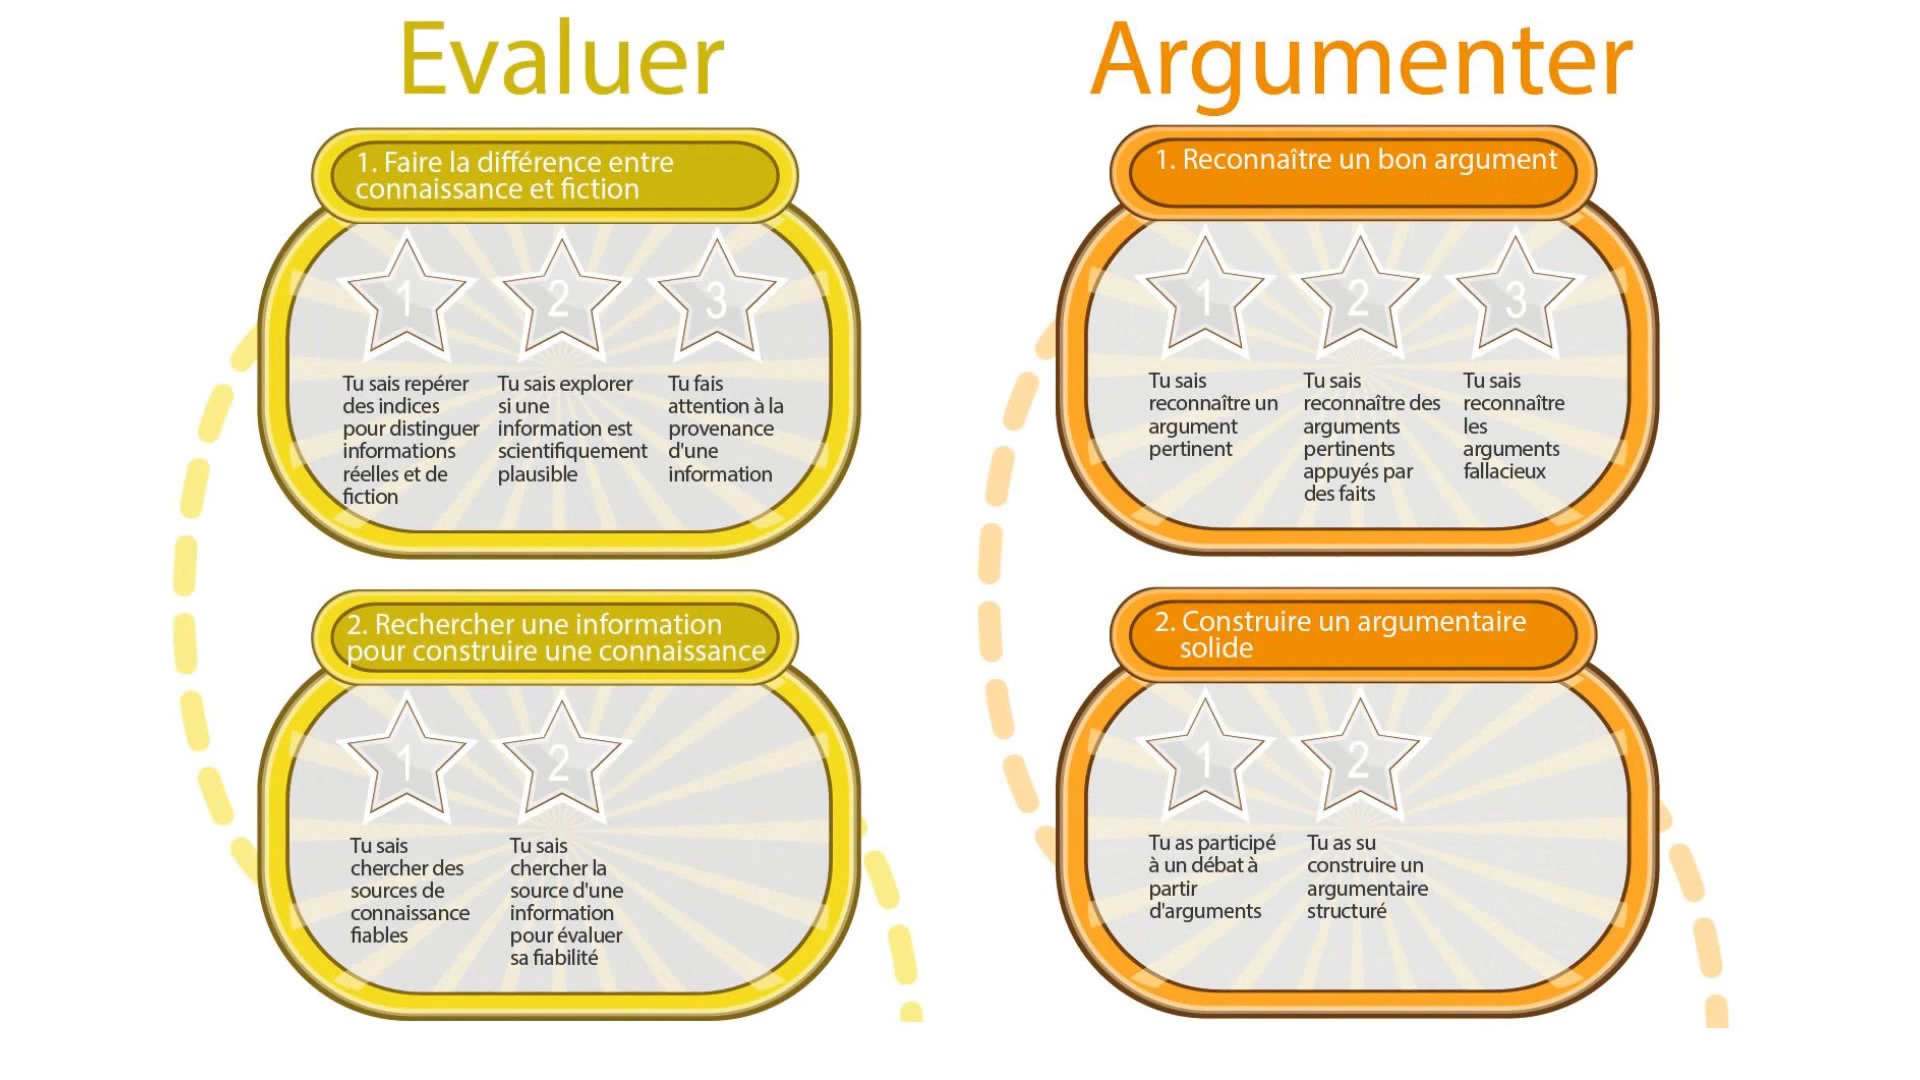 Evaluer
1. Faire la différence entre
connaissance et fiction
1
2
3
Tu sais repérer
des indices
pour distinguer
informations
réelles et de
fiction
Tu sais explorer
si une
information est
scientifiquement
plausible
Tu fais
attention à la
provenance
d'une
information
2. Rechercher une information
pour construire une connaissance
1
2
Tu sais
chercher des
sources de
connaissance
fiables
Tu sais
chercher la
source d'une
information
pour évaluer
sa fiabilité
Argumenter
1. Reconnaître un bon argument
1
2
3
Tu sais
reconnaître un
argument
pertinent
Tu sais
reconnaître des
arguments
pertinents
appuyés par
des faits
Tu sais
reconnaître
les
arguments
fallacieux
2. Construire un argumentaire
solide
1
2
Tu as participé
à un débat à
partir
d'arguments
Tu as su
construire un
argumentaire
structuré